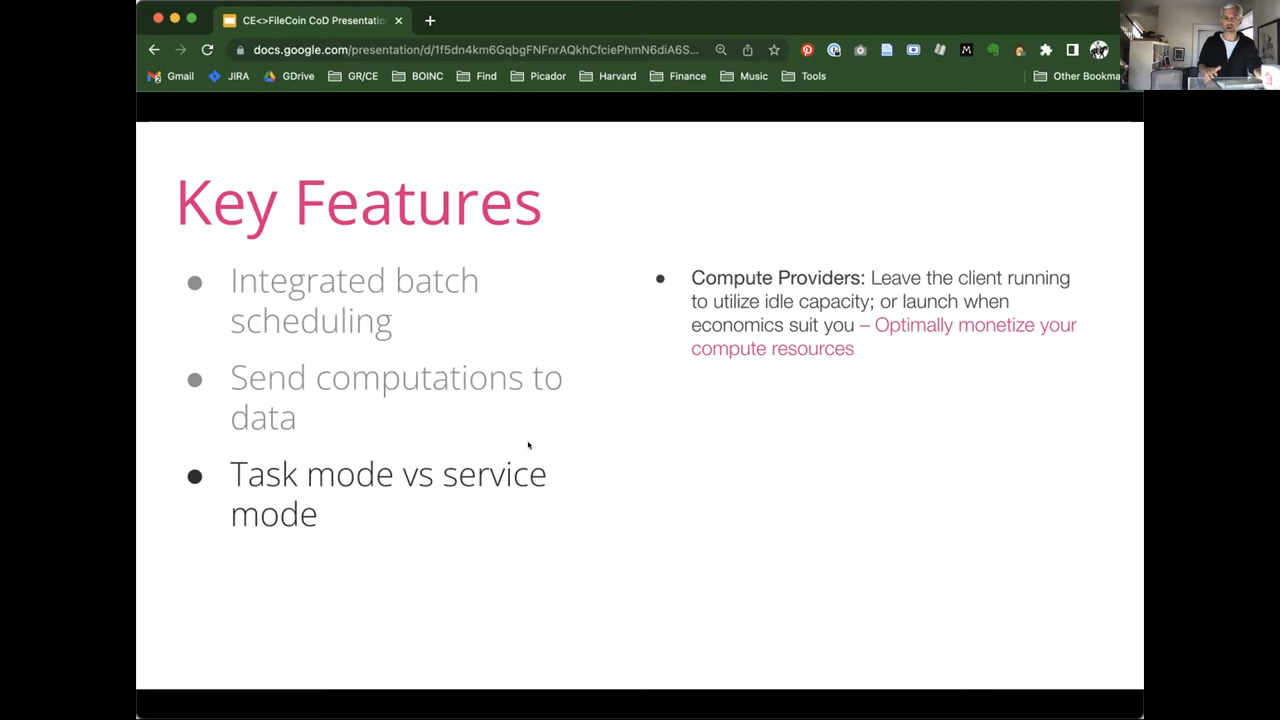 CE<>FileCoin CoD Presentatio
docs.google.com/presentation/d/1f5dn4km6GqbgFNFnrAQkhCfciePhmN6diA6S...
Gmail JIRA GDrive GR/CE BOINC Find Picador Harvard Finance Music Tools Other Bookma
Key Features
● Integrated batch
scheduling
● Send computations to
data
● Task mode vs service
mode
● Compute Providers: Leave the client running
to utilize idle capacity; or launch when
economics suit you – Optimally monetize your
compute resources